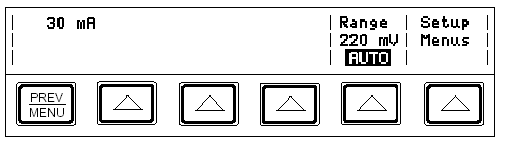 30 mA Range Setup
220 mV Menus
AUTO
PREV
MENU